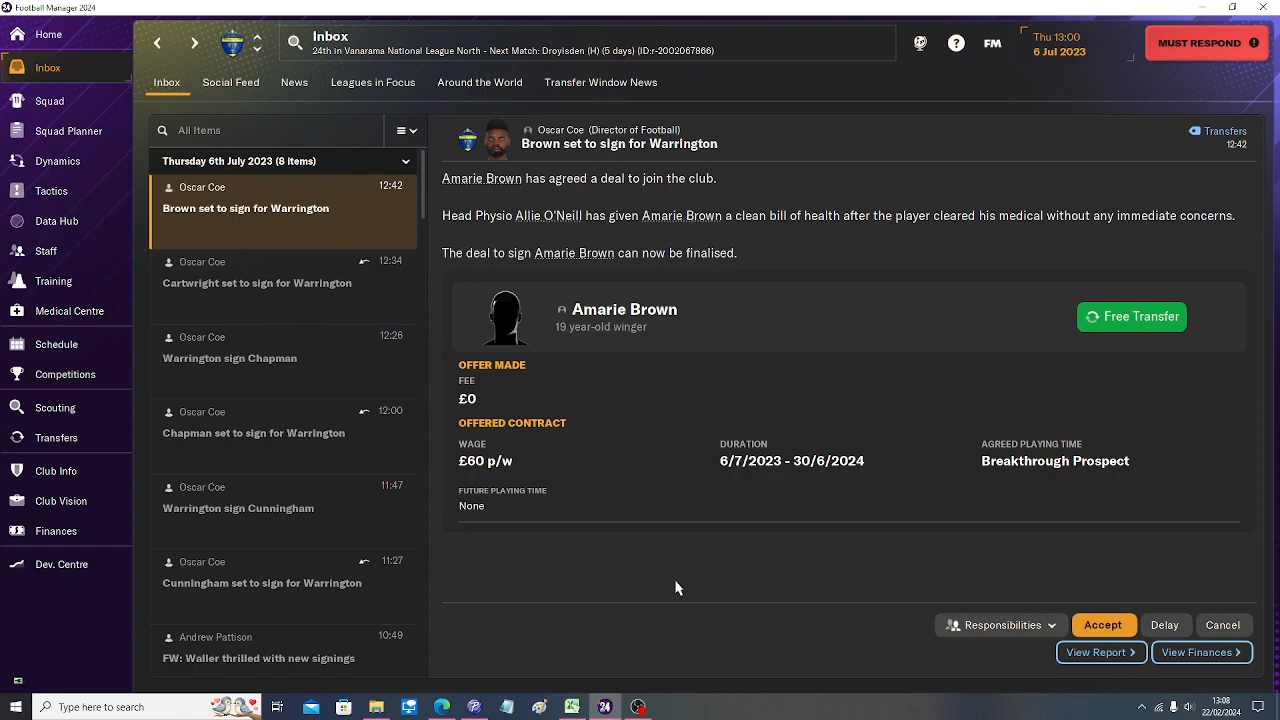 Football Manager 2024
Home
Inbox
Squad
Squad Planner
Dynamics
Tactics
Data Hub
Staff
Training
Medical Centre
Schedule
Competitions
Scouting
Transfers
Club Info
Club Vision
Finances
Dev. Centre
Inbox
24th in Vanarama National League North - Next Match: Droylsden (H) (5 days) (ID:r-2002067866)
FM
Thu 13:00
6 Jul 2023
MUST RESPOND
Inbox Social Feed News Leagues in Focus Around the World Transfer Window News
All Items
Thursday 6th July 2023 (8 items)
Oscar Coe 12:42
Brown set to sign for Warrington
Oscar Coe 12:34
Cartwright set to sign for Warrington
Oscar Coe 12:26
Warrington sign Chapman
Oscar Coe 12:00
Chapman set to sign for Warrington
Oscar Coe 11:47
Warrington sign Cunningham
Oscar Coe 11:27
Cunningham set to sign for Warrington
Andrew Pattison 10:49
FW: Waller thrilled with new signings
Oscar Coe (Director of Football)
Brown set to sign for Warrington
Transfers
12:42
Amarie Brown has agreed a deal to join the club.
Head Physio Allie O'Neill has given Amarie Brown a clean bill of health after the player cleared his medical without any immediate concerns.
The deal to sign Amarie Brown can now be finalised.
Amarie Brown
19 year-old winger
Free Transfer
OFFER MADE
FEE
£0
OFFERED CONTRACT
WAGE DURATION AGREED PLAYING TIME
£60 p/w 6/7/2023 - 30/6/2024 Breakthrough Prospect
FUTURE PLAYING TIME
None
Responsibilities Accept Delay Cancel
View Report View Finances
Type here to search
24
13:08
22/02/2024